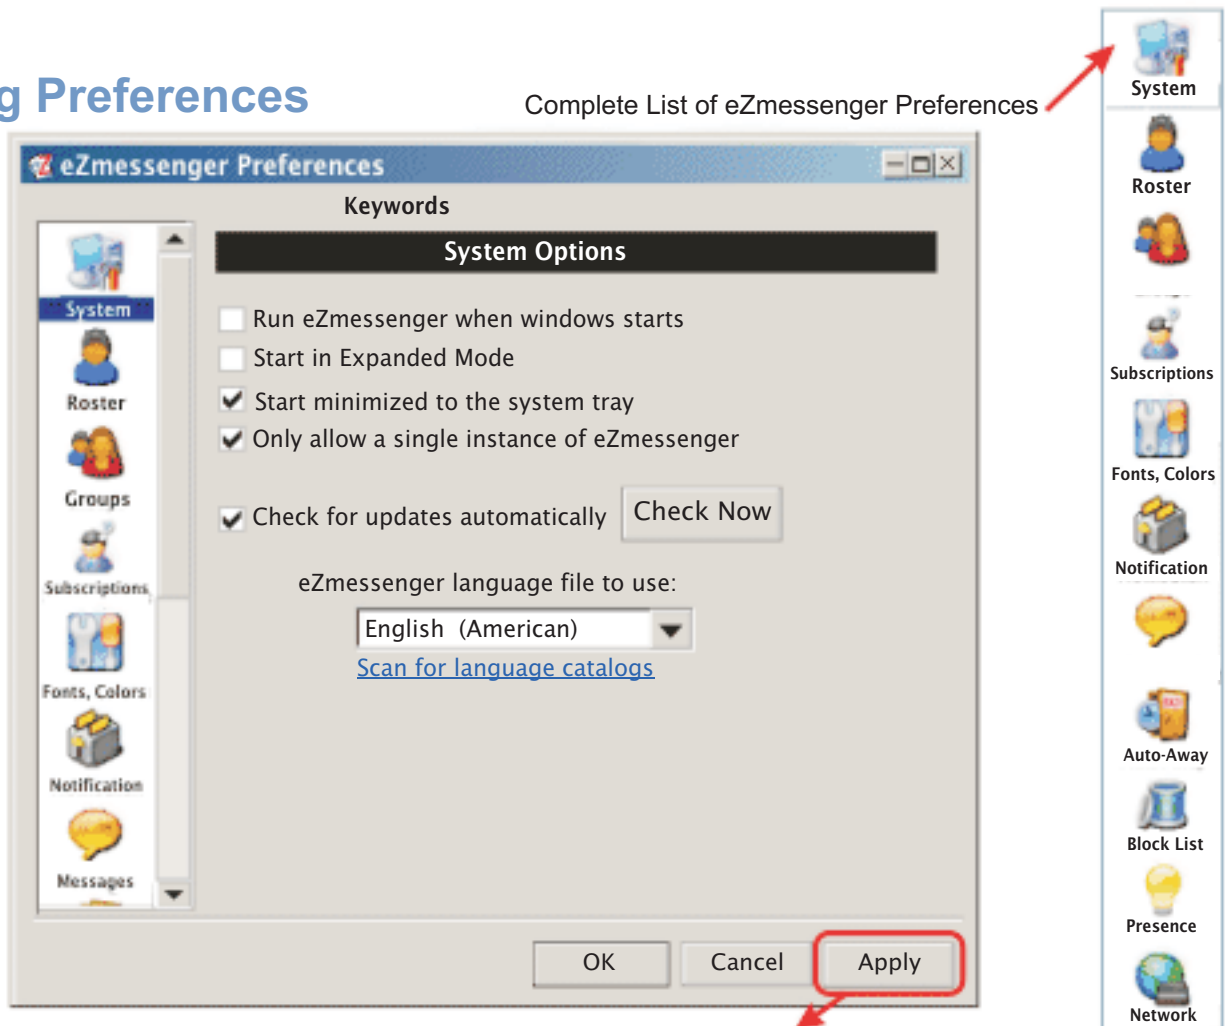 g Preferences
Complete List of eZmessenger Preferences
eZmessenger Preferences
Keywords
System Options
System
Roster
Groups
Subscriptions
Fonts, Colors
Notification
Messages
Run eZmessenger when windows starts
Start in Expanded Mode
Start minimized to the system tray
Only allow a single instance of eZmessenger
Check for updates automatically
Check Now
eZmessenger language file to use:
English (American)
Scan for language catalogs
OK
Cancel
Apply
System
Roster
Subscriptions
Fonts, Colors
Notification
Auto-Away
Block List
Presence
Network